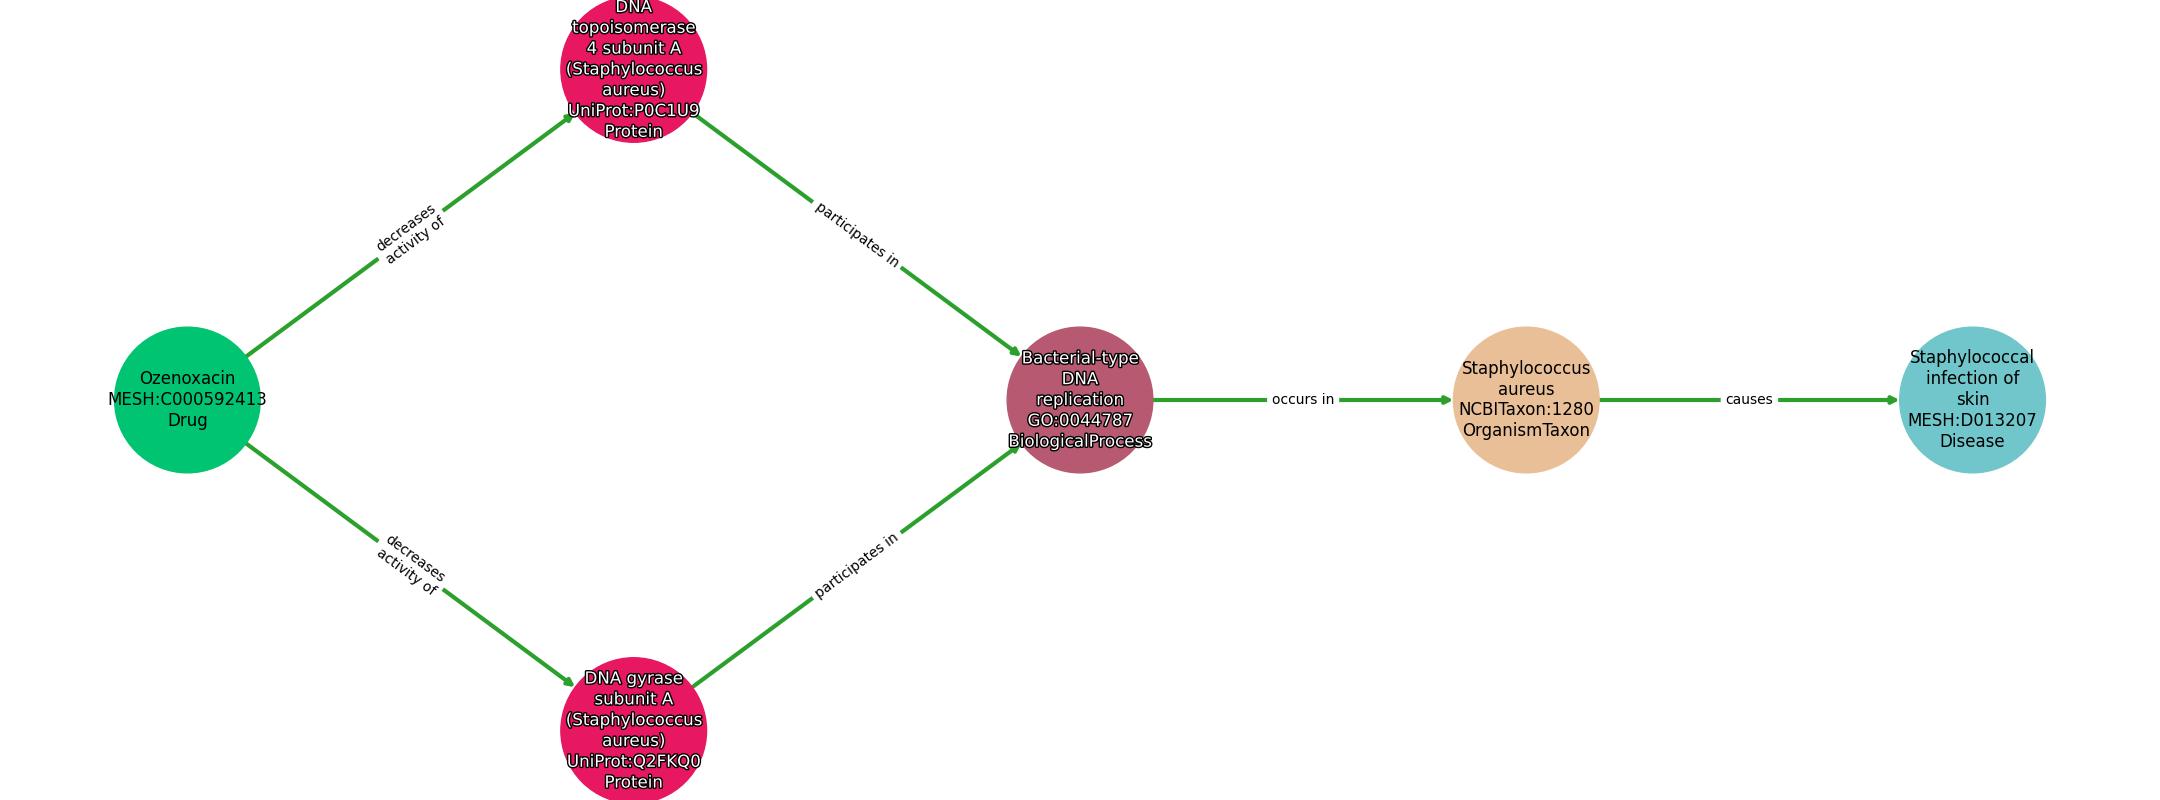 DNA
topoisomerase
4 subunit A
(Staphylococcus
aureus)
UniProt:P0C1U9
Protein
decreases
activity of
participates in
Ozenoxacin
MESH:C000592413
Drug
Bacterial-type
DNA
replication
GO:0044787
BiologicalProcess
occurs in
Staphylococcus
aureus
NCBITaxon:1280
OrganismTaxon
causes
Staphylococcal
infection of
skin
MESH:D013207
Disease
decreases
activity of
participates in
DNA gyrase
subunit A
(Staphylococcus
aureus)
UniProt:Q2FKQ0
Protein